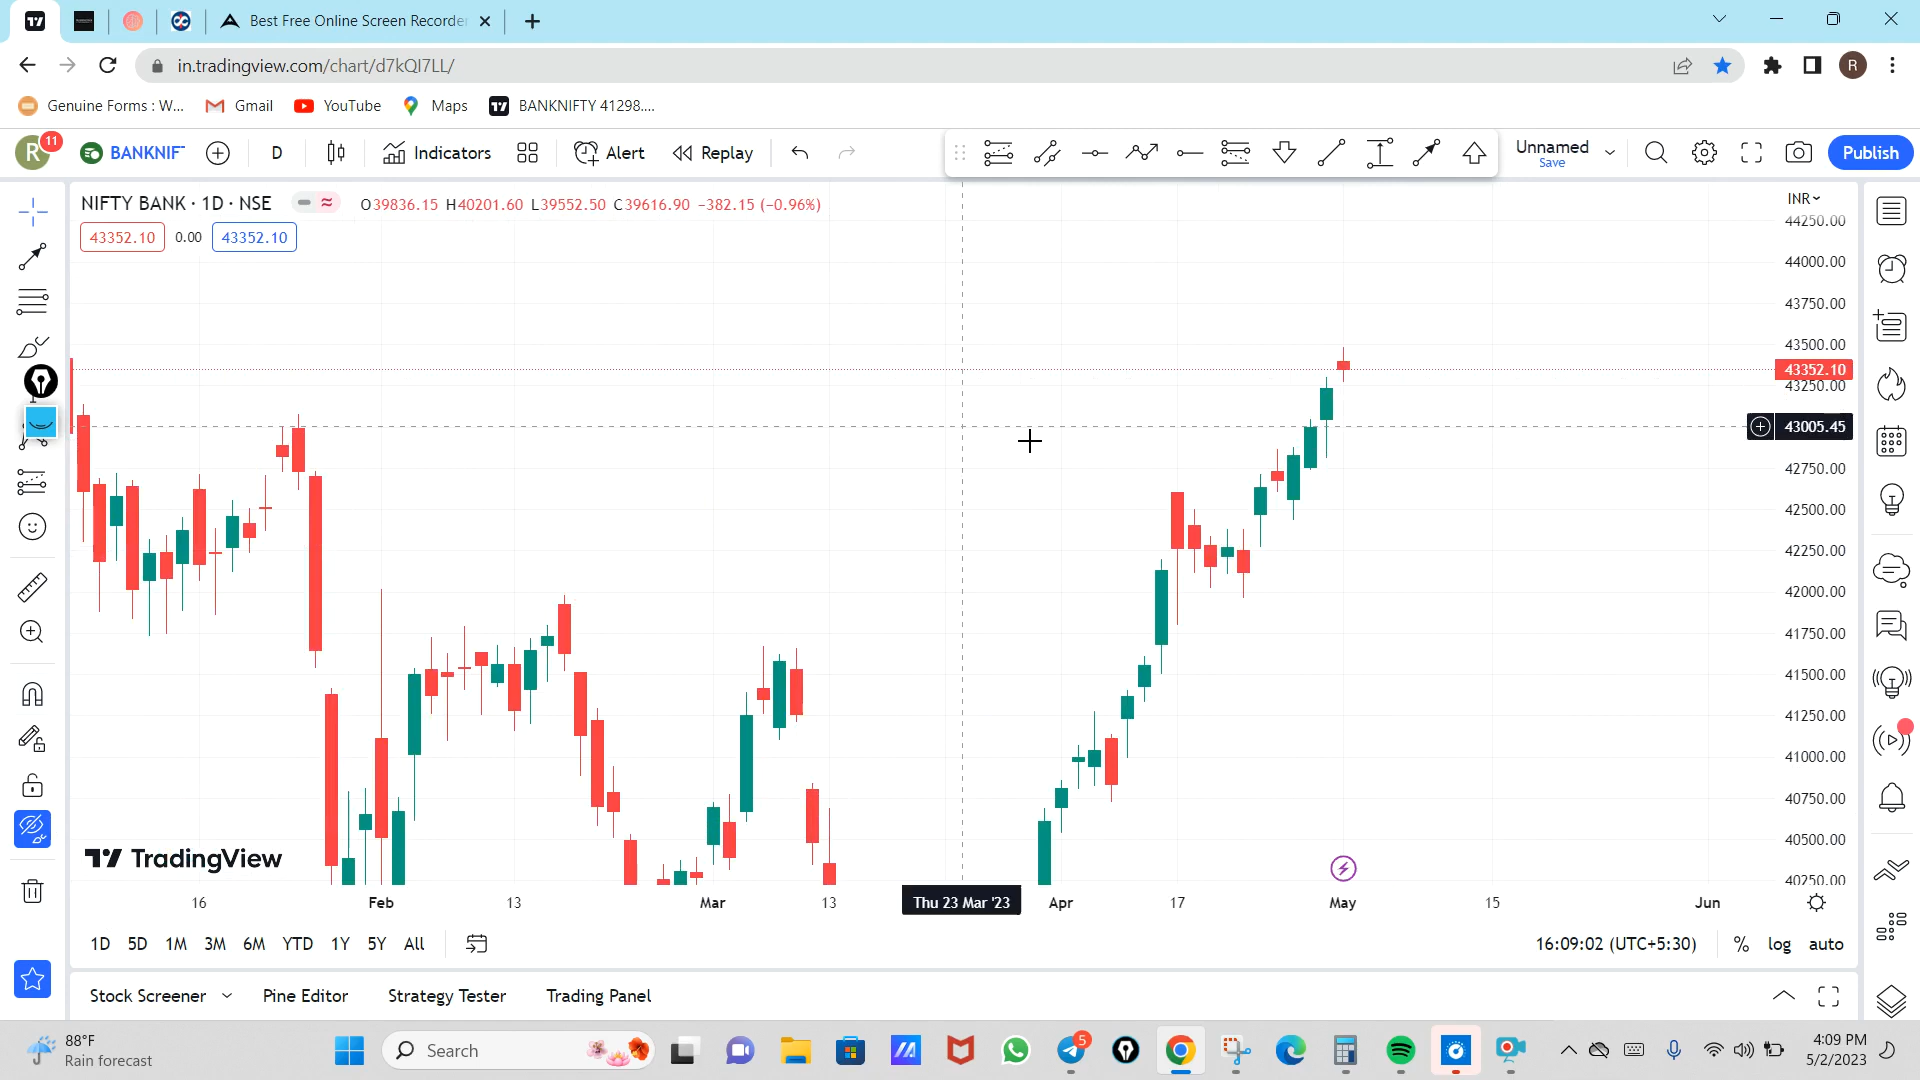 Best Free Online Screen Recorder
in.tradingview.com/chart/d7kQI7LL/
R
Genuine Forms : W...
Gmail
YouTube
Maps
BANKNIFTY 41298....
R
11
BANKNIF
D
Indicators
Alert
Replay
Unnamed
Save
Publish
NIFTY BANK · 1D · NSE
O39836.15 H40201.60 L39552.50 C39616.90 −382.15 (−0.96%)
INR
43352.10
0.00
43352.10
44250.00
44000.00
43750.00
43500.00
43352.10
43250.00
43005.45
42750.00
42500.00
42250.00
42000.00
41750.00
41500.00
41250.00
41000.00
40750.00
40500.00
40250.00
TradingView
16
Feb
13
Mar
13
Thu 23 Mar '23
Apr
17
May
15
Jun
1D 5D 1M 3M 6M YTD 1Y 5Y All
16:09:02 (UTC+5:30)
%
log
auto
Stock Screener
Pine Editor
Strategy Tester
Trading Panel
88°F
Rain forecast
Search
5
4:09 PM
5/2/2023